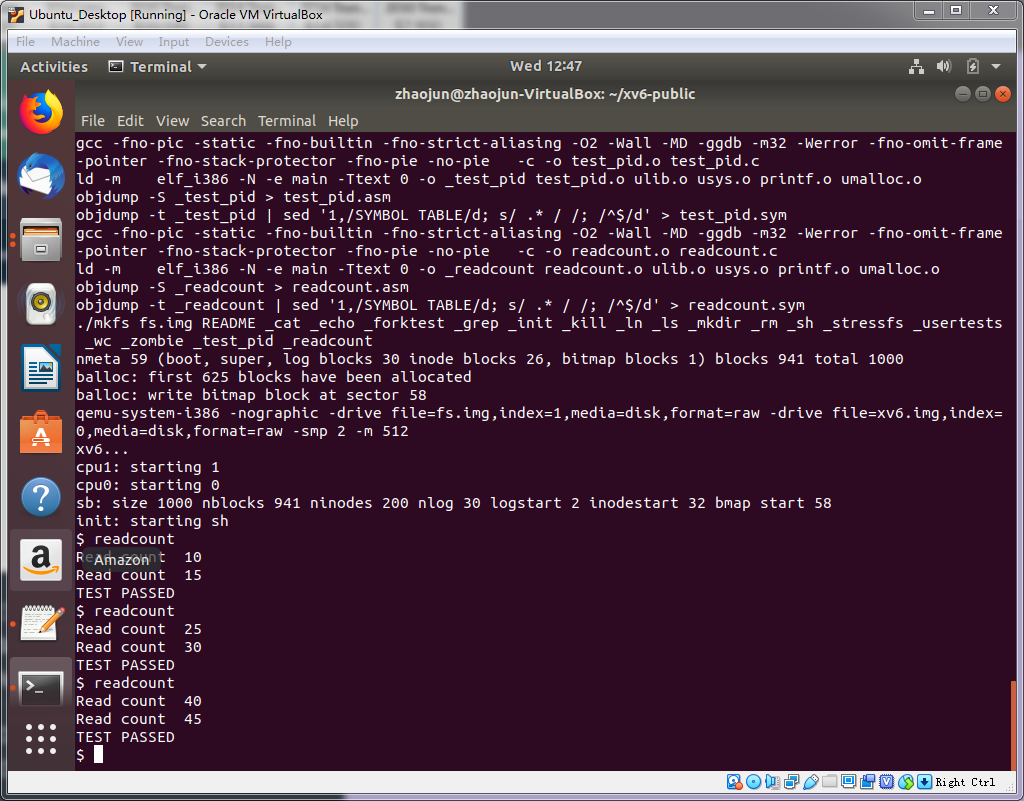 Ubuntu_Desktop [Running] - Oracle VM VirtualBox
File Machine View Input Devices Help
Activities Terminal Wed 12:47
zhaojun@zhaojun-VirtualBox: ~/xv6-public
File Edit View Search Terminal Help
gcc -fno-pic -static -fno-builtin -fno-strict-aliasing -O2 -Wall -MD -ggdb -m32 -Werror -fno-omit-frame
-pointer -fno-stack-protector -fno-pie -no-pie   -c -o test_pid.o test_pid.c
ld -m    elf_i386 -N -e main -Ttext 0 -o _test_pid test_pid.o ulib.o usys.o printf.o umalloc.o
objdump -S _test_pid > test_pid.asm
objdump -t _test_pid | sed '1,/SYMBOL TABLE/d; s/ .* / /; /^$/d' > test_pid.sym
gcc -fno-pic -static -fno-builtin -fno-strict-aliasing -O2 -Wall -MD -ggdb -m32 -Werror -fno-omit-frame
-pointer -fno-stack-protector -fno-pie -no-pie   -c -o readcount.o readcount.c
ld -m    elf_i386 -N -e main -Ttext 0 -o _readcount readcount.o ulib.o usys.o printf.o umalloc.o
objdump -S _readcount > readcount.asm
objdump -t _readcount | sed '1,/SYMBOL TABLE/d; s/ .* / /; /^$/d' > readcount.sym
./mkfs fs.img README _cat _echo _forktest _grep _init _kill _ln _ls _mkdir _rm _sh _stressfs _usertests
 _wc _zombie _test_pid _readcount
nmeta 59 (boot, super, log blocks 30 inode blocks 26, bitmap blocks 1) blocks 941 total 1000
balloc: first 625 blocks have been allocated
balloc: write bitmap block at sector 58
qemu-system-i386 -nographic -drive file=fs.img,index=1,media=disk,format=raw -drive file=xv6.img,index=
0,media=disk,format=raw -smp 2 -m 512
xv6...
cpu1: starting 1
cpu0: starting 0
sb: size 1000 nblocks 941 ninodes 200 nlog 30 logstart 2 inodestart 32 bmap start 58
init: starting sh
$ readcount
Read count  10
Amazon
Read count  15
TEST PASSED
$ readcount
Read count  25
Read count  30
TEST PASSED
$ readcount
Read count  40
Read count  45
TEST PASSED
$
Right Ctrl